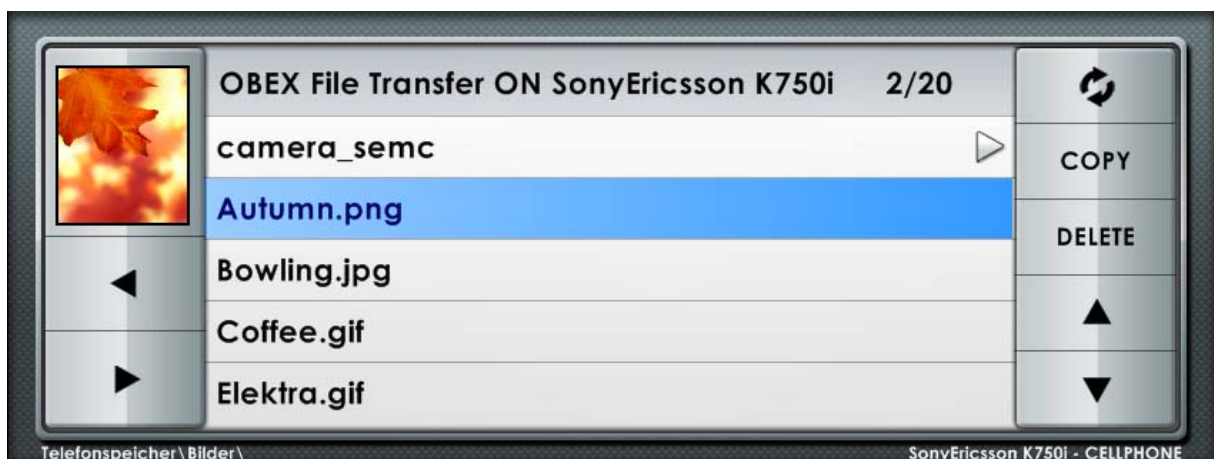 OBEX File Transfer ON SonyEricsson K750i 2/20
camera_semc
COPY
Autumn.png
DELETE
Bowling.jpg
Coffee.gif
Elektra.gif
Telefonspeicher\Bilder\
SonyEricsson K750i - CELLPHONE